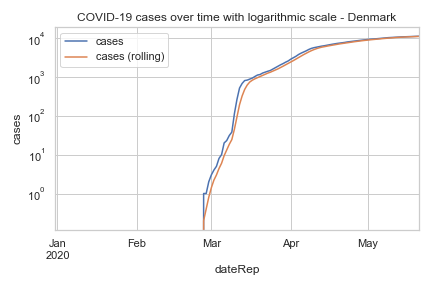 COVID-19 cases over time with logarithmic scale - Denmark
cases
cases (rolling)
10^4
10^3
10^2
10^1
10^0
cases
Jan
2020
Feb
Mar
Apr
May
dateRep